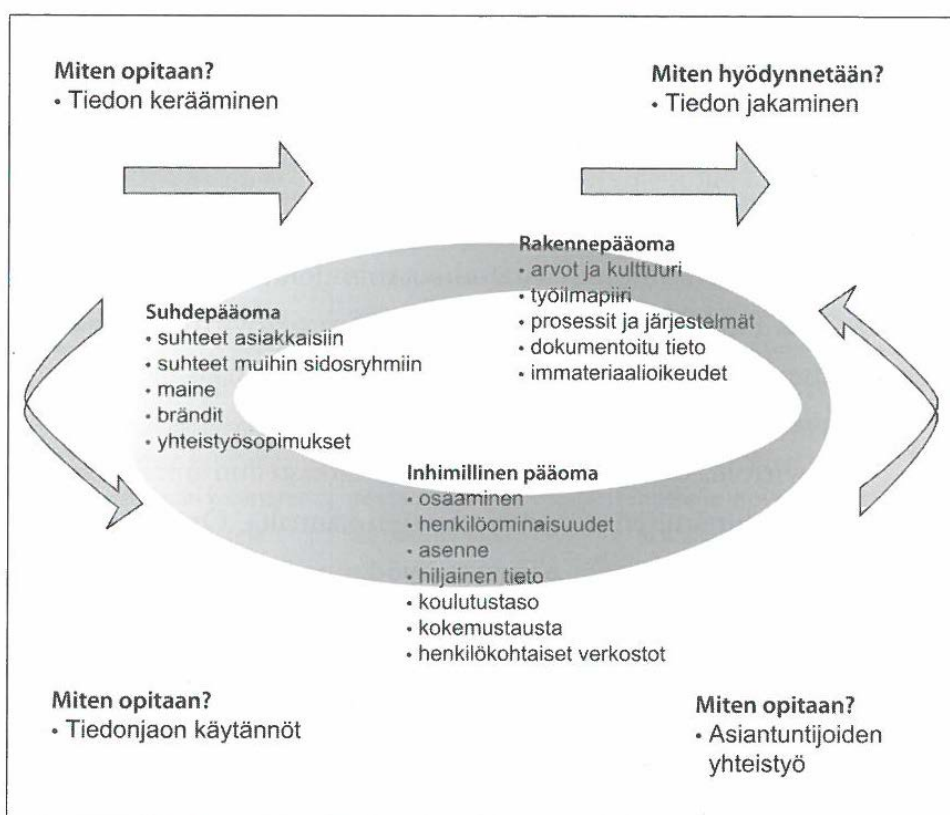 Miten opitaan?
• Tiedon kerääminen
Miten hyödynnetään?
• Tiedon jakaminen
Rakennepääoma
• arvot ja kulttuuri
• työilmapiiri
• prosessit ja järjestelmät
• dokumentoitu tieto
• immateriaalioikeudet
Suhdepääoma
• suhteet asiakkaisiin
• suhteet muihin sidosryhmiin
• maine
• brändit
• yhteistyösopimukset
Inhimillinen pääoma
• osaaminen
• henkilöominaisuudet
• asenne
• hiljainen tieto
• koulutustaso
• kokemustausta
• henkilökohtaiset verkostot
Miten opitaan?
• Tiedonjaon käytännöt
Miten opitaan?
• Asiantuntijoiden
yhteistyö